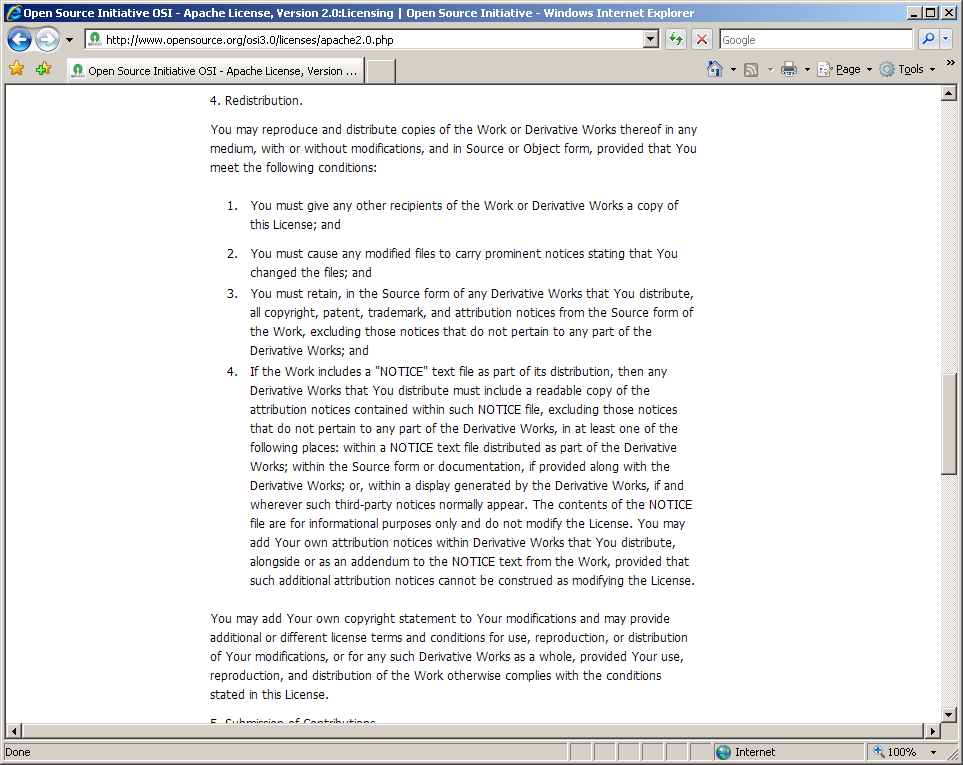 Open Source Initiative OSI - Apache License, Version 2.0:Licensing | Open Source Initiative - Windows Internet Explorer
http://www.opensource.org/osi3.0/licenses/apache2.0.php
Google
Open Source Initiative OSI - Apache License, Version ...
Page
Tools
4. Redistribution.
You may reproduce and distribute copies of the Work or Derivative Works thereof in any
medium, with or without modifications, and in Source or Object form, provided that You
meet the following conditions:
1. You must give any other recipients of the Work or Derivative Works a copy of
this License; and
2. You must cause any modified files to carry prominent notices stating that You
changed the files; and
3. You must retain, in the Source form of any Derivative Works that You distribute,
all copyright, patent, trademark, and attribution notices from the Source form of
the Work, excluding those notices that do not pertain to any part of the
Derivative Works; and
4. If the Work includes a "NOTICE" text file as part of its distribution, then any
Derivative Works that You distribute must include a readable copy of the
attribution notices contained within such NOTICE file, excluding those notices
that do not pertain to any part of the Derivative Works, in at least one of the
following places: within a NOTICE text file distributed as part of the Derivative
Works; within the Source form or documentation, if provided along with the
Derivative Works; or, within a display generated by the Derivative Works, if and
wherever such third-party notices normally appear. The contents of the NOTICE
file are for informational purposes only and do not modify the License. You may
add Your own attribution notices within Derivative Works that You distribute,
alongside or as an addendum to the NOTICE text from the Work, provided that
such additional attribution notices cannot be construed as modifying the License.
You may add Your own copyright statement to Your modifications and may provide
additional or different license terms and conditions for use, reproduction, or distribution
of Your modifications, or for any such Derivative Works as a whole, provided Your use,
reproduction, and distribution of the Work otherwise complies with the conditions
stated in this License.
5. Submission of Contributions.
Done
Internet
100%